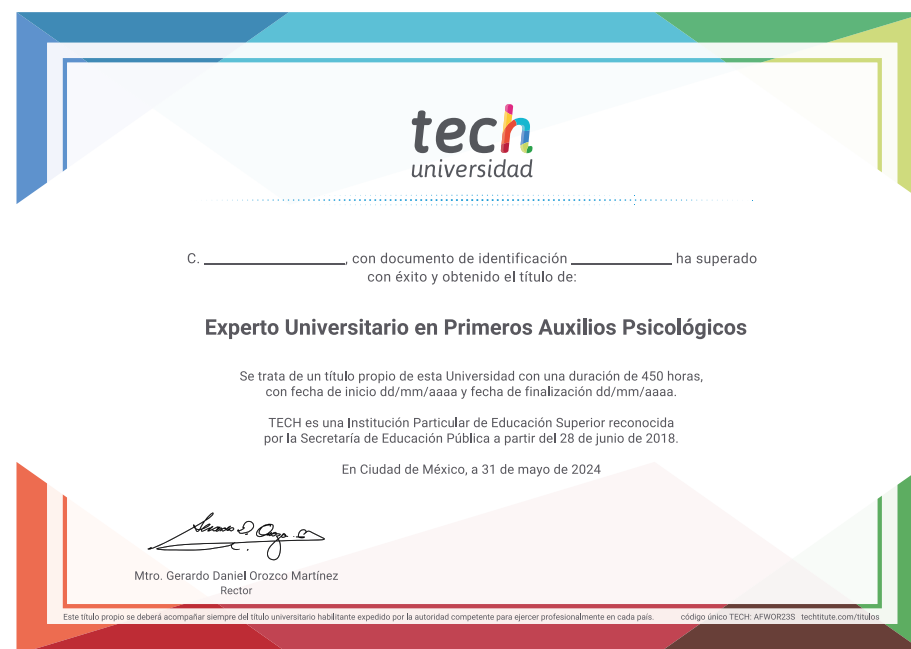 tech
universidad
C. ____________________, con documento de identificación ______________ ha superado
con éxito y obtenido el título de:
Experto Universitario en Primeros Auxilios Psicológicos
Se trata de un título propio de esta Universidad con una duración de 450 horas,
con fecha de inicio dd/mm/aaaa y fecha de finalización dd/mm/aaaa.
TECH es una Institución Particular de Educación Superior reconocida
por la Secretaría de Educación Pública a partir del 28 de junio de 2018.
En Ciudad de México, a 31 de mayo de 2024
Mtro. Gerardo Daniel Orozco Martínez
Rector
Este título propio se deberá acompañar siempre del título universitario habilitante expedido por la autoridad competente para ejercer profesionalmente en cada país. código único TECH: AFWOR23S techtitute.com/titulos